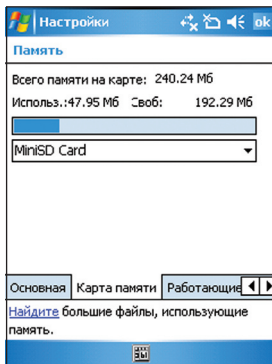 Настройки ok
Память
Всего памяти на карте: 240.24 Мб
Использ.:47.95 Мб Своб: 192.29 Мб
MiniSD Card
Основная Карта памяти Работающие
Найдите большие файлы, использующие
память.